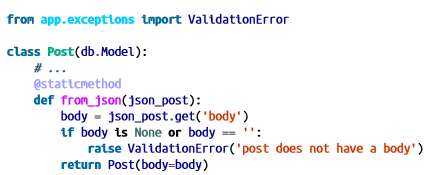 from app.exceptions import ValidationError
class Post(db.Model):
    # ...
    @staticmethod
    def from_json(json_post):
        body = json_post.get('body')
        if body is None or body == '':
            raise ValidationError('post does not have a body')
        return Post(body=body)